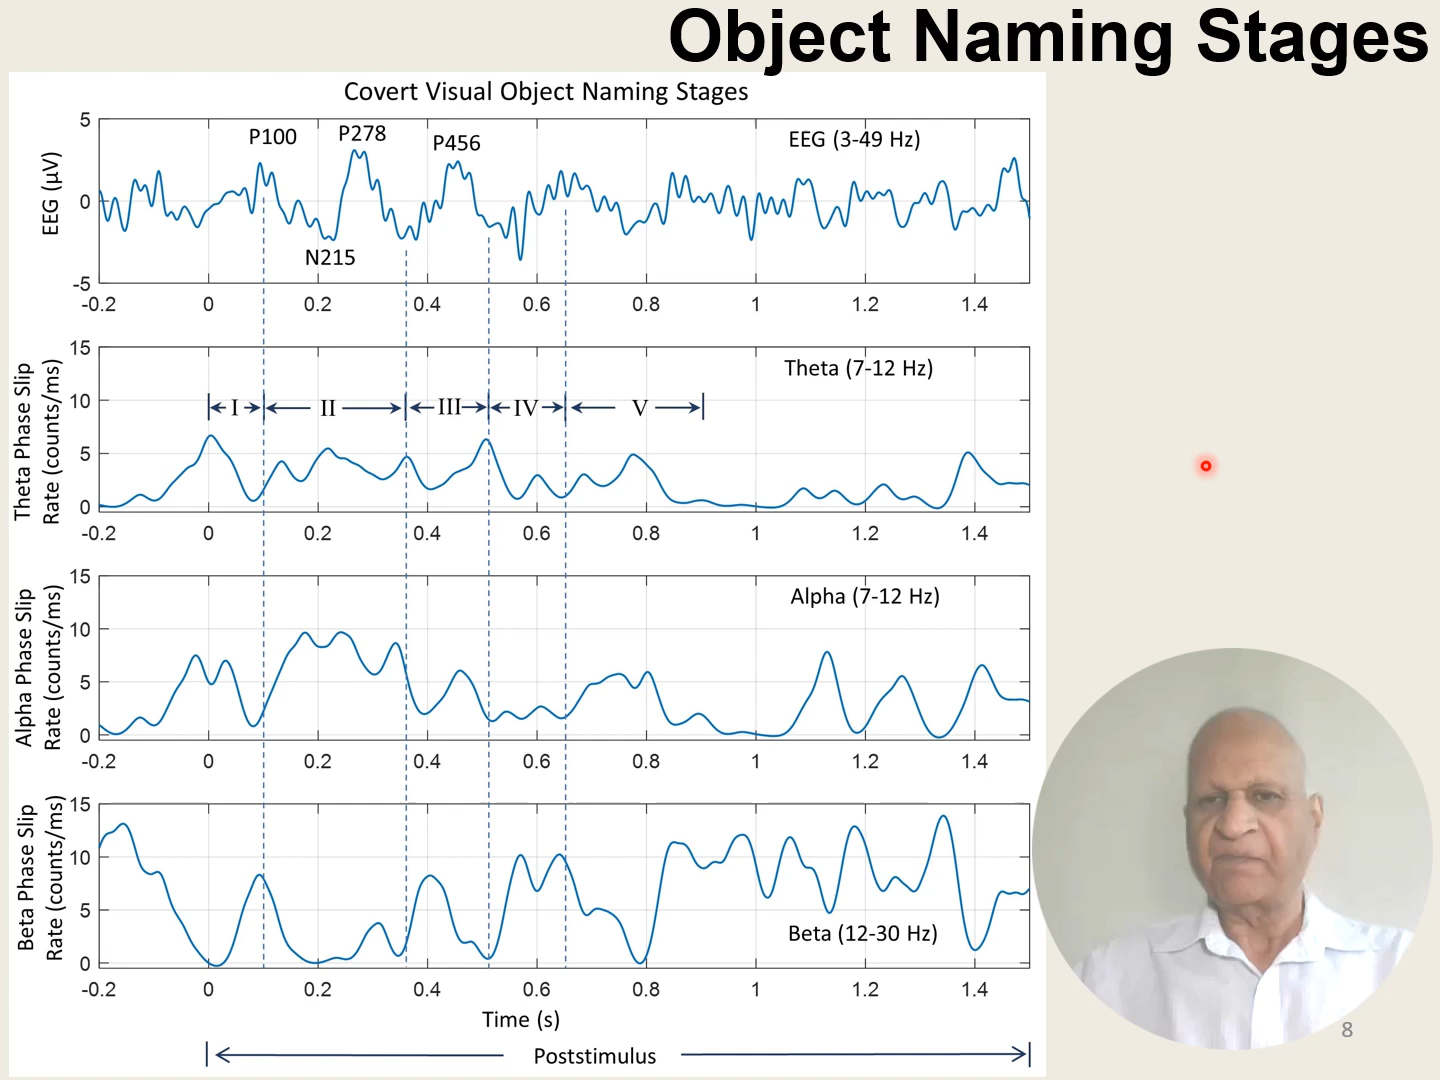 Object Naming Stages
Covert Visual Object Naming Stages
EEG (µV)
5
0
-5
P100
P278
P456
N215
EEG (3-49 Hz)
-0.2 0 0.2 0.4 0.6 0.8 1 1.2 1.4
Theta Phase Slip
Rate (counts/ms)
15
10
5
0
Theta (7-12 Hz)
I II III IV V
-0.2 0 0.2 0.4 0.6 0.8 1 1.2 1.4
Alpha Phase Slip
Rate (counts/ms)
15
10
5
0
Alpha (7-12 Hz)
-0.2 0 0.2 0.4 0.6 0.8 1 1.2 1.4
Beta Phase Slip
Rate (counts/ms)
15
10
5
0
Beta (12-30 Hz)
-0.2 0 0.2 0.4 0.6 0.8 1 1.2 1.4
Time (s)
Poststimulus
8